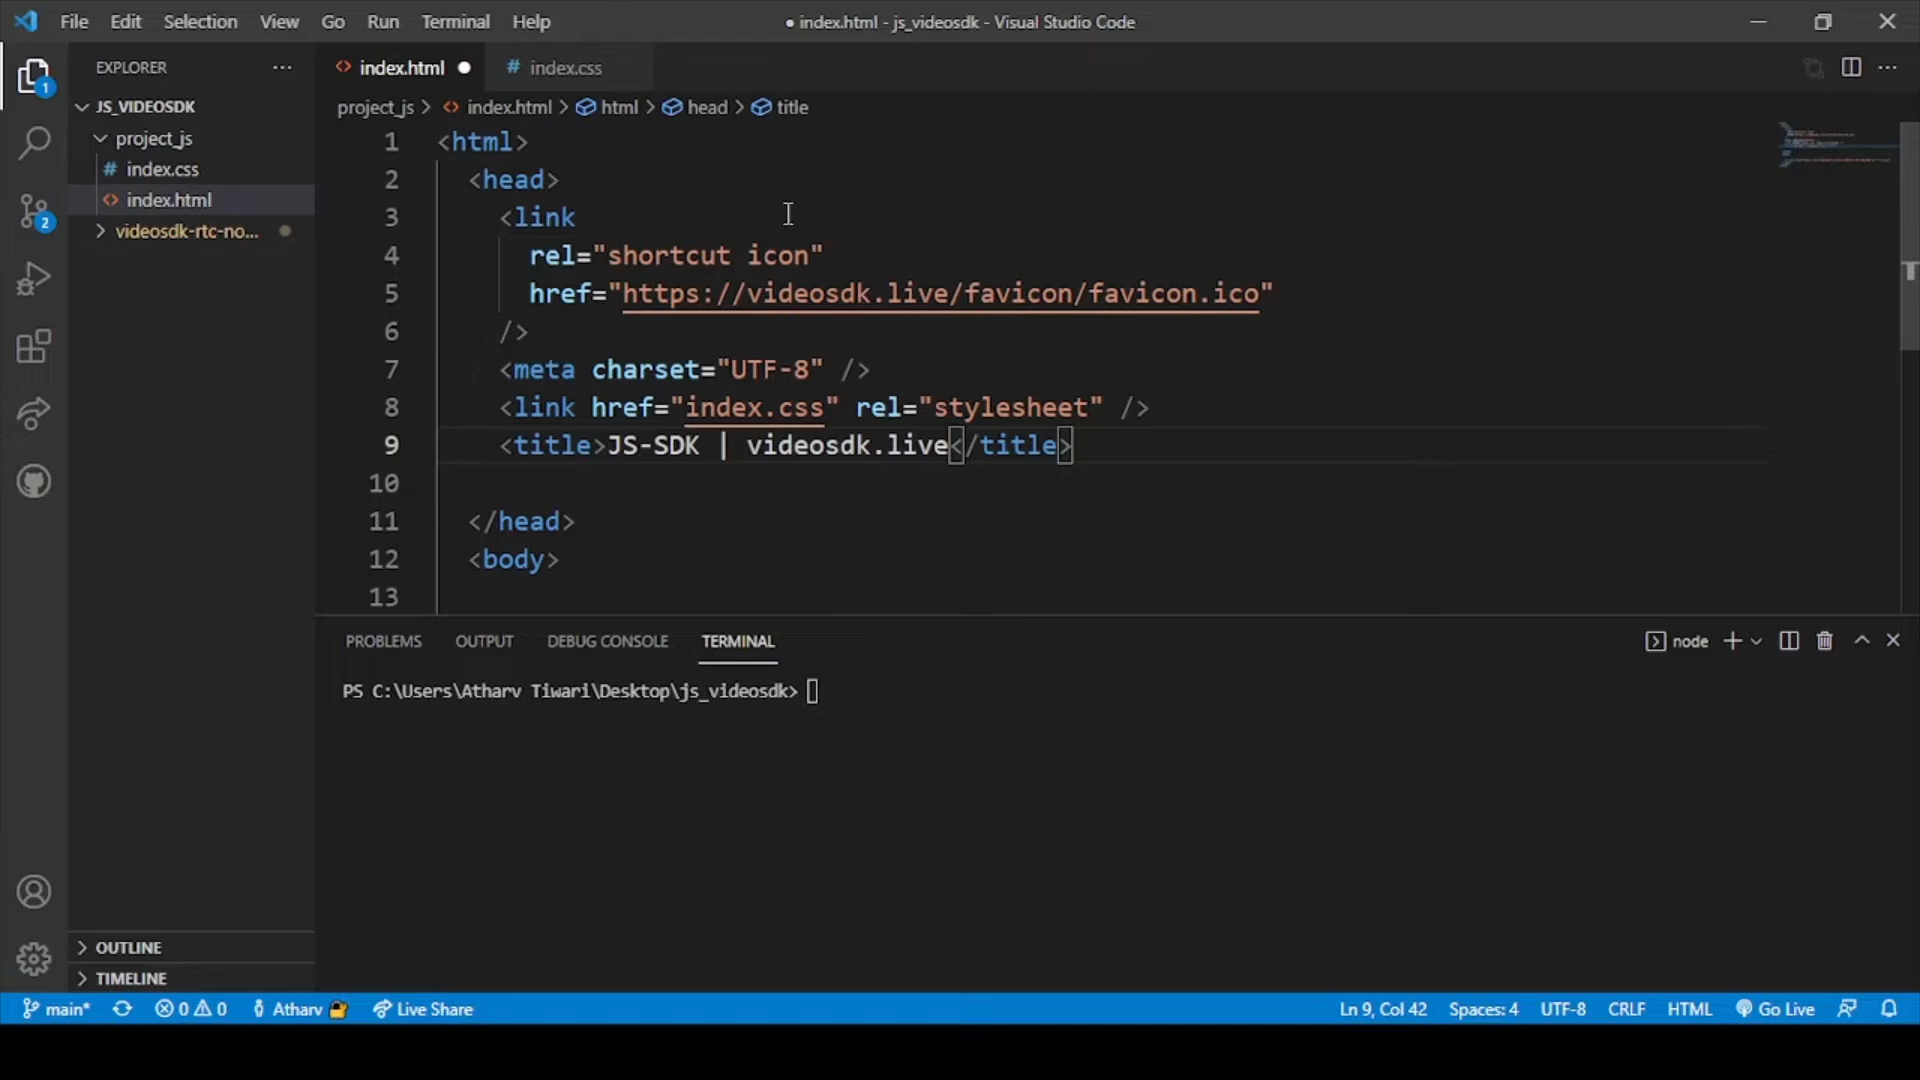 File Edit Selection View Go Run Terminal Help
● index.html - js_videosdk - Visual Studio Code
1
2
EXPLORER
JS_VIDEOSDK
project_js
# index.css
<> index.html
videosdk-rtc-no...
<> index.html ●
# index.css
project_js > <> index.html > html > head > title
1 <html>
2 <head>
3 <link
4 rel="shortcut icon"
5 href="https://videosdk.live/favicon/favicon.ico"
6 />
7 <meta charset="UTF-8" />
8 <link href="index.css" rel="stylesheet" />
9 <title>JS-SDK | videosdk.live</title>
10
11 </head>
12 <body>
13
PROBLEMS OUTPUT DEBUG CONSOLE TERMINAL
node
PS C:\Users\Atharv Tiwari\Desktop\js_videosdk>
OUTLINE
TIMELINE
main* 0 0 Atharv Live Share
Ln 9, Col 42 Spaces: 4 UTF-8 CRLF HTML Go Live